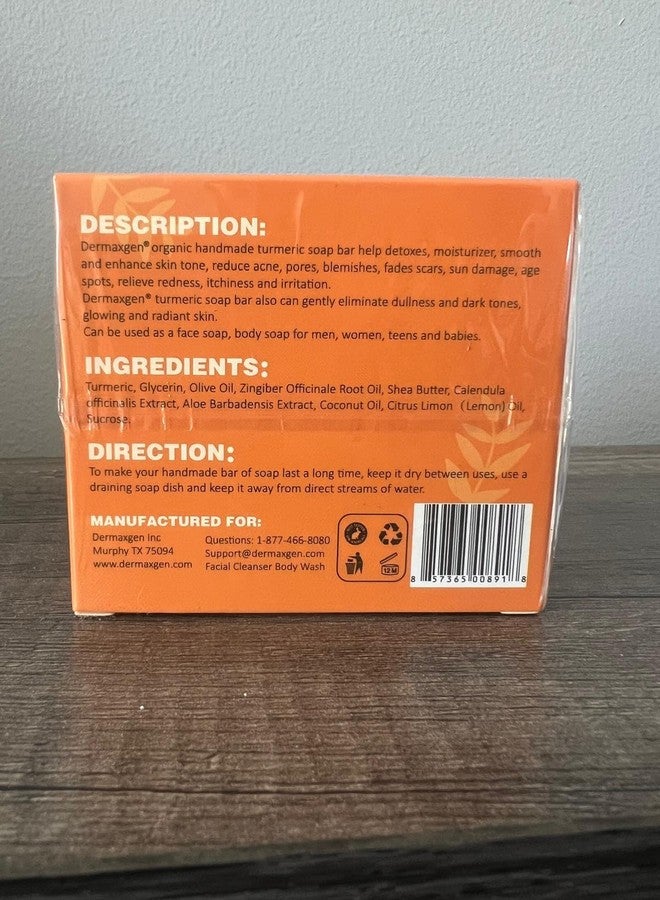 DESCRIPTION:
Dermaxgen® organic handmade turmeric soap bar help detoxes, moisturizer, smooth
and enhance skin tone, reduce acne, pores, blemishes, fades scars, sun damage, age
spots, relieve redness, itchiness and irritation.
Dermaxgen® turmeric soap bar also can gently eliminate dullness and dark tones,
glowing and radiant skin.
Can be used as a face soap, body soap for men, women, teens and babies.
INGREDIENTS:
Turmeric, Glycerin, Olive Oil, Zingiber Officinale Root Oil, Shea Butter, Calendula
officinalis Extract, Aloe Barbadensis Extract, Coconut Oil, Citrus Limon (Lemon) Oil,
Sucrose.
DIRECTION:
To make your handmade bar of soap last a long time, keep it dry between uses, use a
draining soap dish and keep it away from direct streams of water.
MANUFACTURED FOR:
Dermaxgen Inc
Murphy TX 75094
www.dermaxgen.com
Questions: 1-877-466-8080
Support@dermaxgen.com
Facial Cleanser Body Wash
12M
8 57365 00891 8